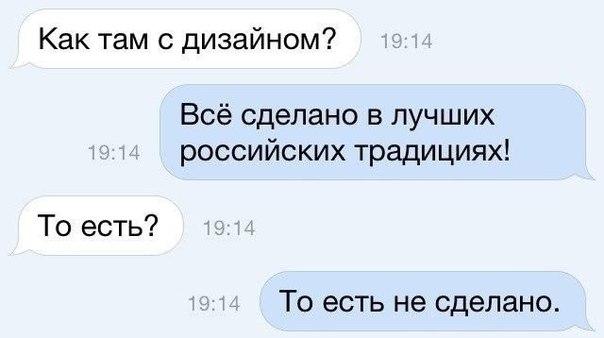 Как там с дизайном? 19:14
Всё сделано в лучших
19:14 российских традициях!
То есть? 19:14
19:14 То есть не сделано.